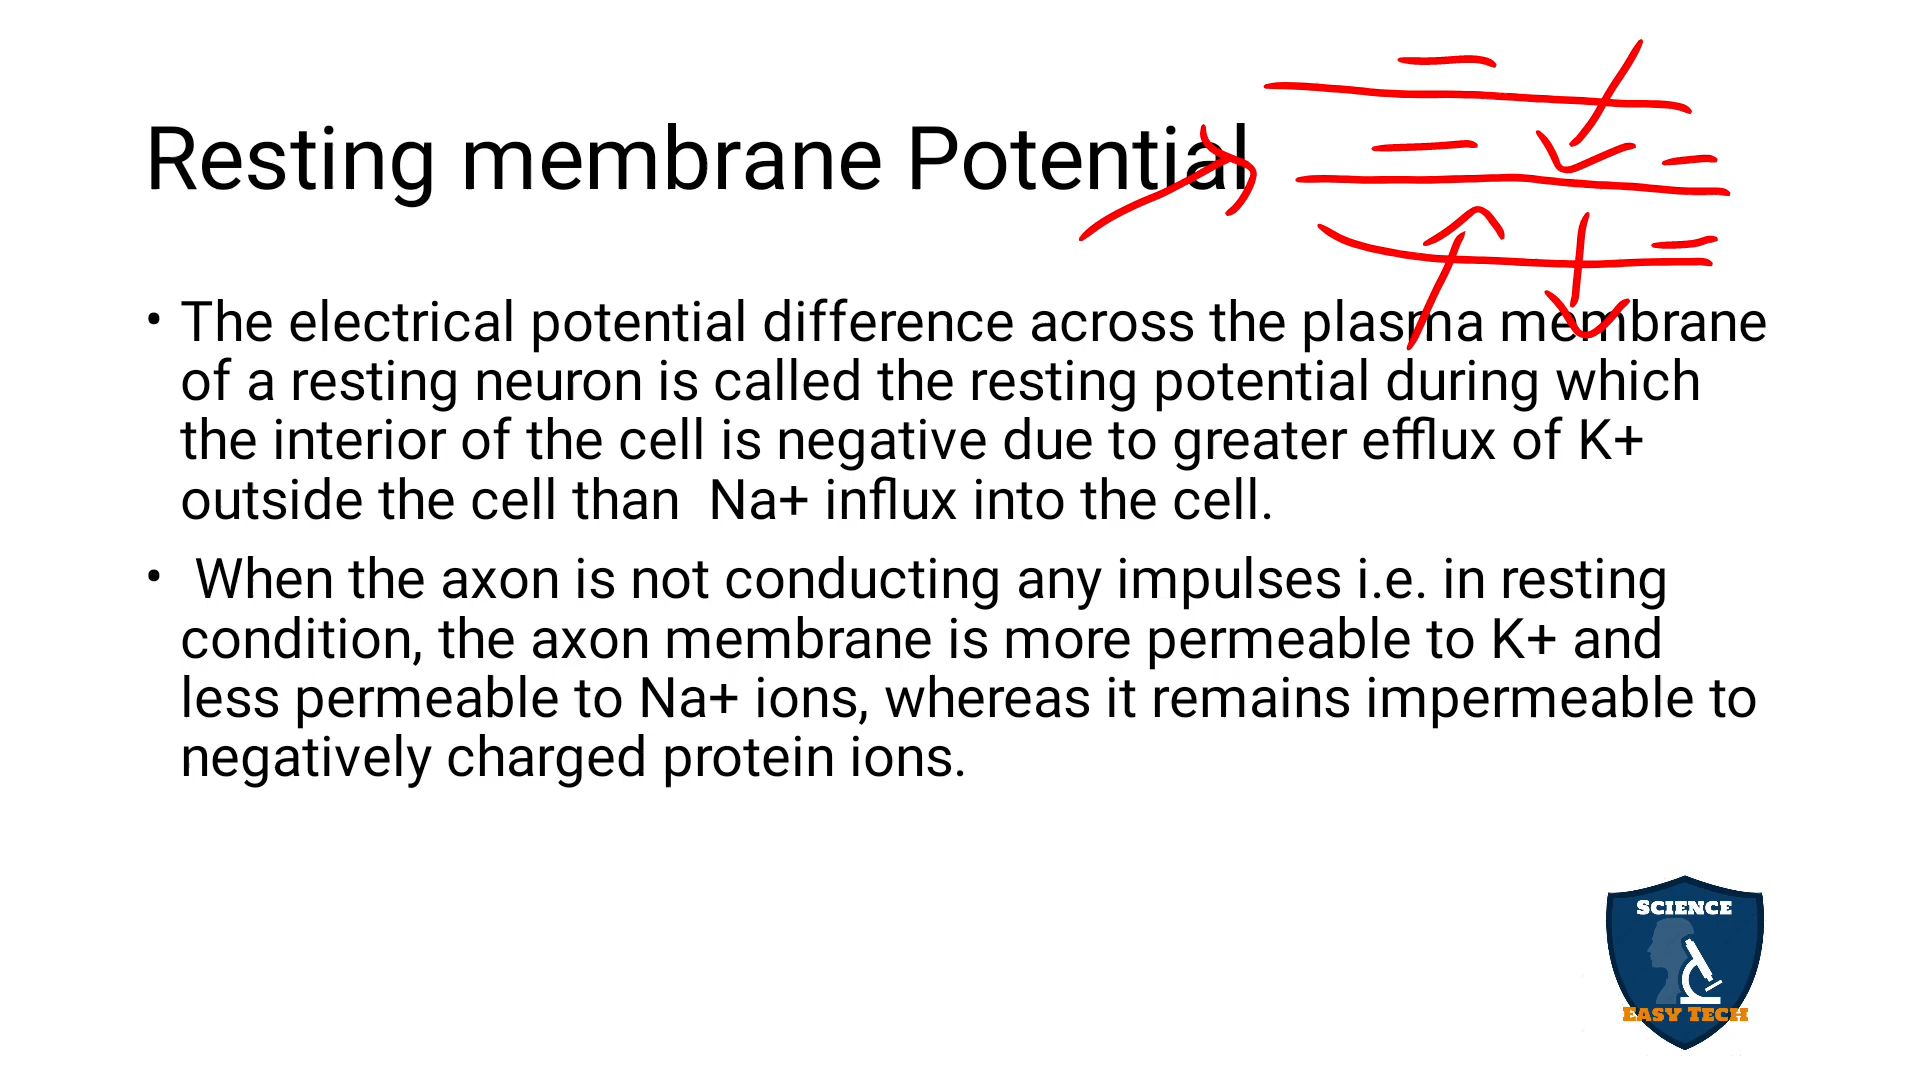 Resting membrane Potential
• The electrical potential difference across the plasma membrane
of a resting neuron is called the resting potential during which
the interior of the cell is negative due to greater efflux of K+
outside the cell than  Na+ influx into the cell.
•  When the axon is not conducting any impulses i.e. in resting
condition, the axon membrane is more permeable to K+ and
less permeable to Na+ ions, whereas it remains impermeable to
negatively charged protein ions.
SCIENCE
EASY TECH